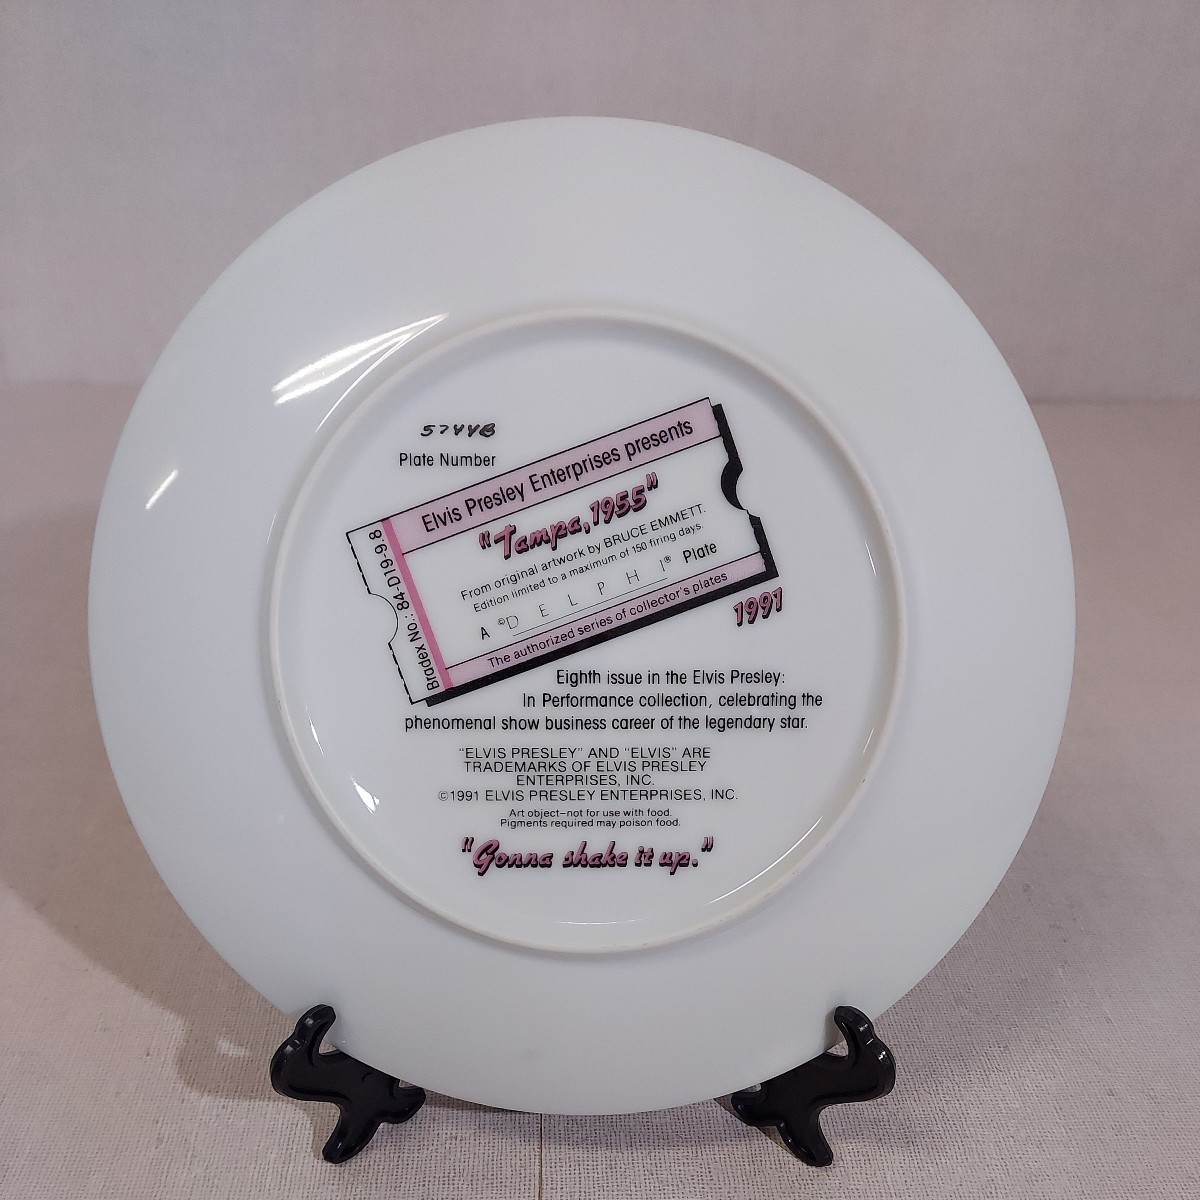 5744B
Plate Number
Elvis Presley Enterprises presents
"Tampa, 1955"
From original artwork by BRUCE EMMETT.
Edition limited to a maximum of 150 firing days.
A ©DELPHI® Plate
The authorized series of collector's plates
Bradex No.: 84-D19-9.8
1991
Eighth issue in the Elvis Presley:
In Performance collection, celebrating the
phenomenal show business career of the legendary star.
"ELVIS PRESLEY" AND "ELVIS" ARE
TRADEMARKS OF ELVIS PRESLEY
ENTERPRISES, INC.
©1991 ELVIS PRESLEY ENTERPRISES, INC.
Art object–not for use with food.
Pigments required may poison food.
"Gonna shake it up."